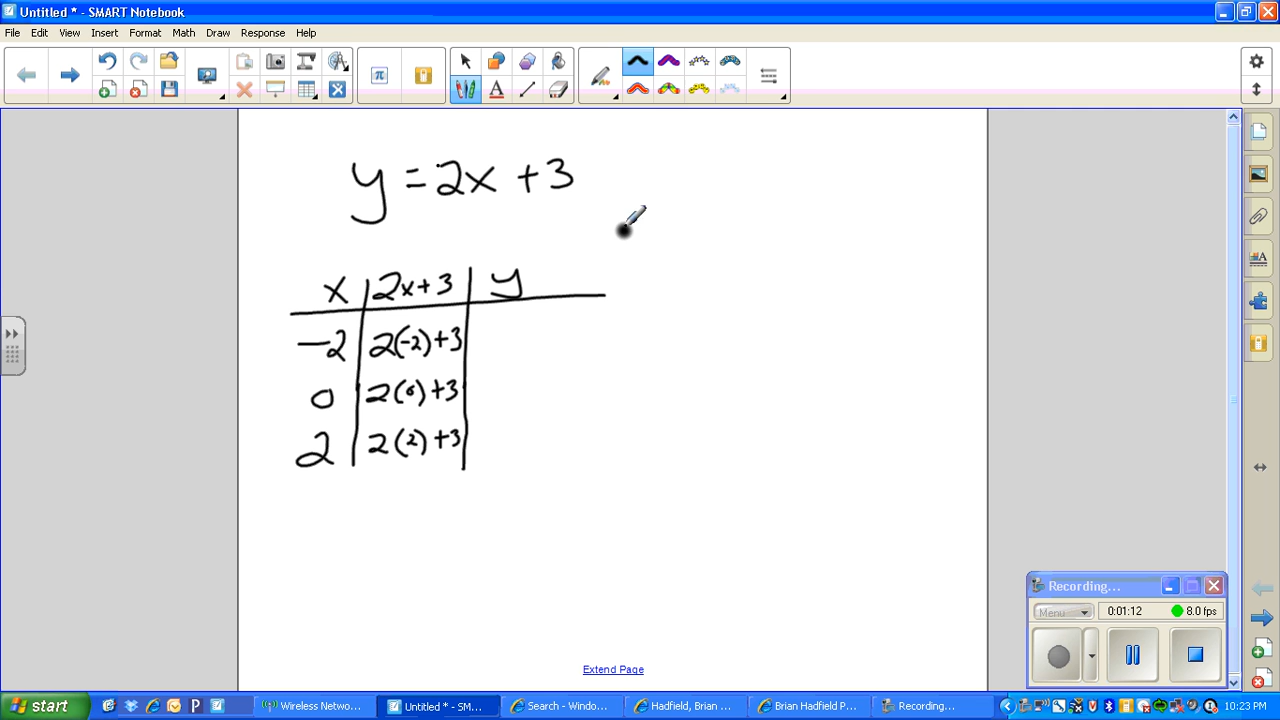 Untitled * - SMART Notebook
File Edit View Insert Format Math Draw Response Help
y = 2x + 3
x | 2x+3 | y
-2 | 2(-2)+3 |
0 | 2(0)+3 |
2 | 2(2)+3 |
Extend Page
Recording...
Menu 0:01:12 8.0 fps
start Wireless Netwo... Untitled * - SM... Search - Windo... Hadfield, Brian ... Brian Hadfield P... Recording... 10:23 PM